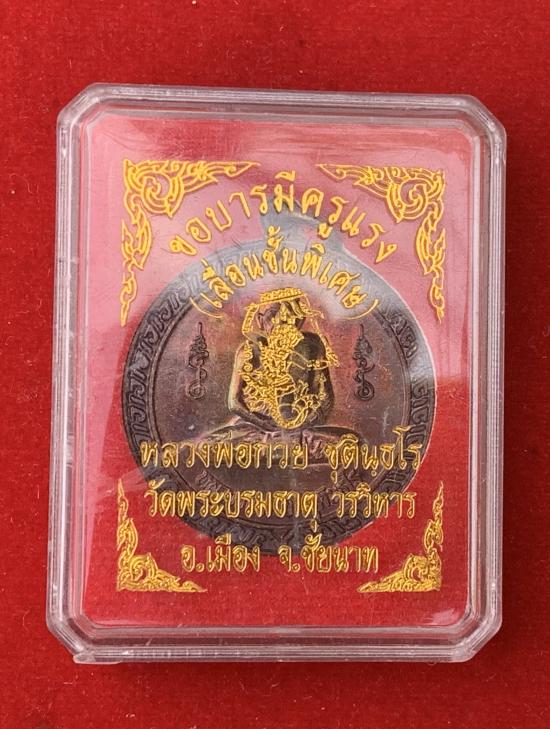 ขอบารมีครูแรง
(เลื่อนชั้นพิเศษ)
หลวงพ่อกวย ชุตินฺธโร
วัดพระบรมธาตุ วรวิหาร
อ.เมือง จ.ชัยนาท